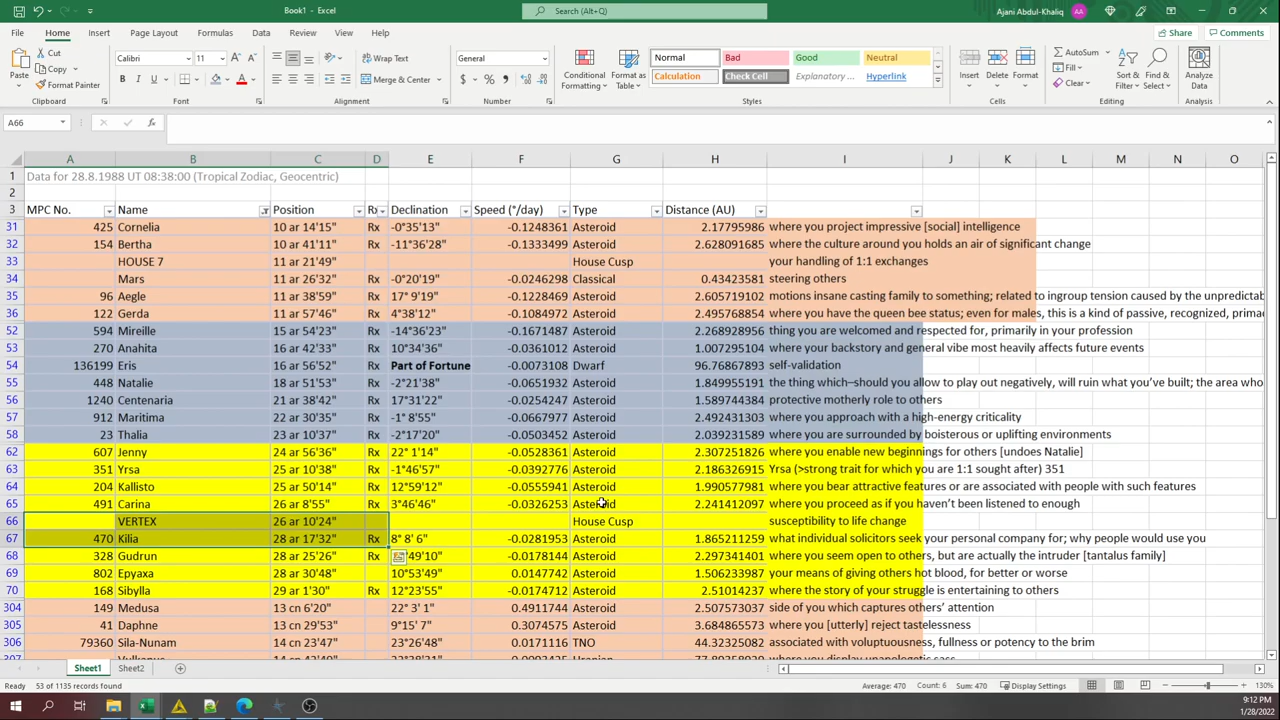 Book1 - Excel
Search (Alt+Q)
Ajani Abdul-Khaliq
AA
File Home Insert Page Layout Formulas Data Review View Help
Share Comments
Paste
Cut
Copy
Format Painter
Clipboard
Calibri 11
B I U
Font
Wrap Text
Merge & Center
Alignment
General
$ % ,
Number
Conditional Formatting
Format as Table
Normal Bad Good Neutral
Calculation Check Cell Explanatory ... Hyperlink
Styles
Insert Delete Format
Cells
AutoSum
Fill
Clear
Sort & Filter
Find & Select
Editing
Analyze Data
Analysis
A66
fx
A B C D E F G H I J K L M N O
1 Data for 28.8.1988 UT 08:38:00 (Tropical Zodiac, Geocentric)
2
3 MPC No. Name Position Rx Declination Speed (°/day) Type Distance (AU)
31 425 Cornelia 10 ar 14'15" Rx -0°35'13" -0.1248361 Asteroid 2.17795986 where you project impressive [social] intelligence
32 154 Bertha 10 ar 41'11" Rx -11°36'28" -0.1333499 Asteroid 2.628091685 where the culture around you holds an air of significant change
33 HOUSE 7 11 ar 21'49" House Cusp your handling of 1:1 exchanges
34 Mars 11 ar 26'32" Rx -0°20'19" -0.0246298 Classical 0.43423581 steering others
35 96 Aegle 11 ar 38'59" Rx 17° 9'19" -0.1228469 Asteroid 2.605719102 motions insane casting family to something; related to ingroup tension caused by the unpredictab
36 122 Gerda 11 ar 57'46" Rx 4°38'12" -0.1084972 Asteroid 2.495768854 where you have the queen bee status; even for males, this is a kind of passive, recognized, prima
52 594 Mireille 15 ar 54'23" Rx -14°36'23" -0.1671487 Asteroid 2.268928956 thing you are welcomed and respected for, primarily in your profession
53 270 Anahita 16 ar 42'33" Rx 10°34'36" -0.0361012 Asteroid 1.007295104 where your backstory and general vibe most heavily affects future events
54 136199 Eris 16 ar 56'52" Rx Part of Fortune -0.0073108 Dwarf 96.76867893 self-validation
55 448 Natalie 18 ar 51'53" Rx -2°21'38" -0.0651932 Asteroid 1.849955191 the thing which–should you allow to play out negatively, will ruin what you've built; the area who
56 1240 Centenaria 21 ar 38'42" Rx 17°31'22" -0.0254247 Asteroid 1.589744384 protective motherly role to others
57 912 Maritima 22 ar 30'35" Rx -1° 8'55" -0.0667977 Asteroid 2.492431303 where you approach with a high-energy criticality
58 23 Thalia 23 ar 10'37" Rx -2°17'20" -0.0503452 Asteroid 2.039231589 where you are surrounded by boisterous or uplifting environments
62 607 Jenny 24 ar 56'36" Rx 22° 1'14" -0.0528361 Asteroid 2.307251826 where you enable new beginnings for others [undoes Natalie]
63 351 Yrsa 25 ar 10'38" Rx -1°46'57" -0.0392776 Asteroid 2.186326915 Yrsa (>strong trait for which you are 1:1 sought after) 351
64 204 Kallisto 25 ar 50'14" Rx 12°59'12" -0.0555941 Asteroid 1.990577981 where you bear attractive features or are associated with people with such features
65 491 Carina 26 ar 8'55" Rx 3°46'46" -0.0326253 Asteroid 2.241412097 where you proceed as if you haven't been listened to enough
66 VERTEX 26 ar 10'24" House Cusp susceptibility to life change
67 470 Kilia 28 ar 17'32" Rx 8° 8' 6" -0.0281953 Asteroid 1.865211259 what individual solicitors seek your personal company for; why people would use you
68 328 Gudrun 28 ar 25'26" Rx °49'10" -0.0178144 Asteroid 2.297341401 where you seem open to others, but are actually the intruder [tantalus family]
69 802 Epyaxa 28 ar 30'48" 10°53'49" 0.0147742 Asteroid 1.506233987 your means of giving others hot blood, for better or worse
70 168 Sibylla 29 ar 1'30" Rx 12°23'55" -0.0174712 Asteroid 2.51014237 where the story of your struggle is entertaining to others
304 149 Medusa 13 cn 6'20" 22° 3' 1" 0.4911744 Asteroid 2.507573037 side of you which captures others' attention
305 41 Daphne 13 cn 29'53" 9°15' 7" 0.3074575 Asteroid 3.684865573 where you [utterly] reject tastelessness
306 79360 Sila-Nunam 14 cn 23'47" 23°26'48" 0.0171116 TNO 44.32325082 associated with voluptuousness, fullness or potency to the brim
Sheet1 Sheet2
Ready 53 of 1135 records found Average: 470 Count: 6 Sum: 470 Display Settings 130%
9:12 PM
1/28/2022